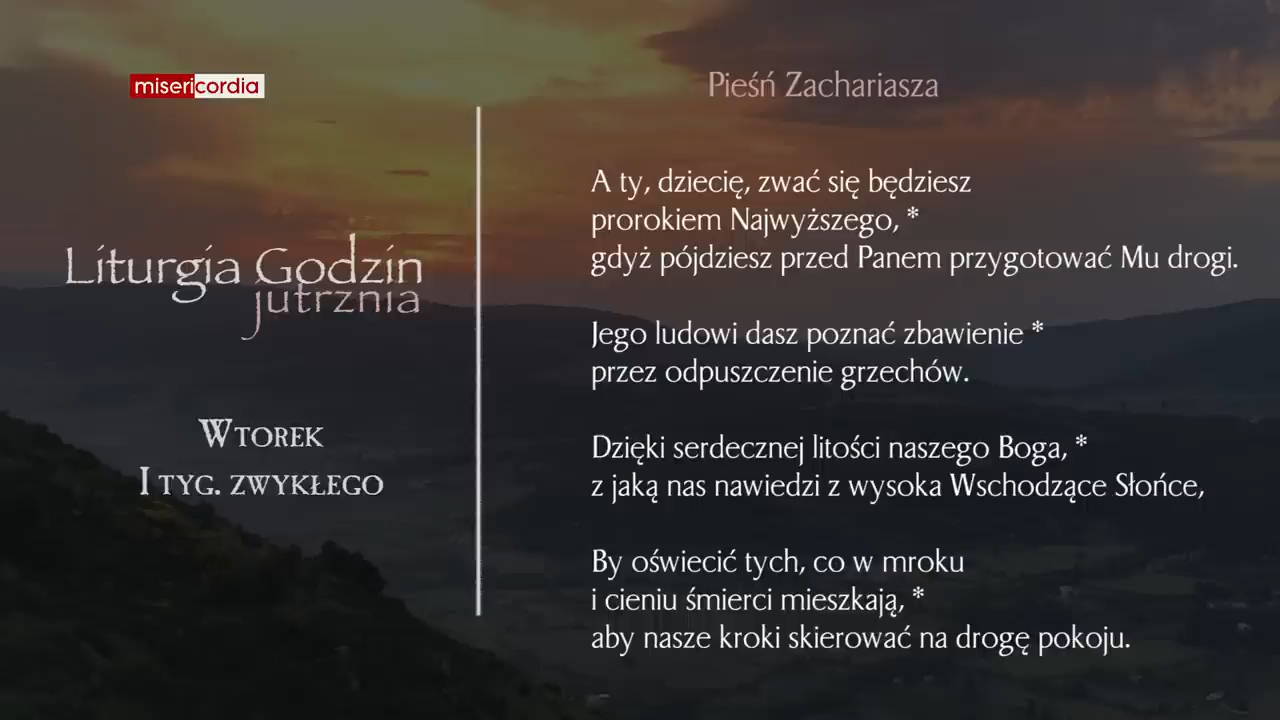 misericordia
Liturgia Godzin
jutrznia
Wtorek
I tyg. zwykłego
Pieśń Zachariasza
A ty, dziecię, zwać się będziesz
prorokiem Najwyższego, *
gdyż pójdziesz przed Panem przygotować Mu drogi.
Jego ludowi dasz poznać zbawienie *
przez odpuszczenie grzechów.
Dzięki serdecznej litości naszego Boga, *
z jaką nas nawiedzi z wysoka Wschodzące Słońce,
By oświecić tych, co w mroku
i cieniu śmierci mieszkają, *
aby nasze kroki skierować na drogę pokoju.